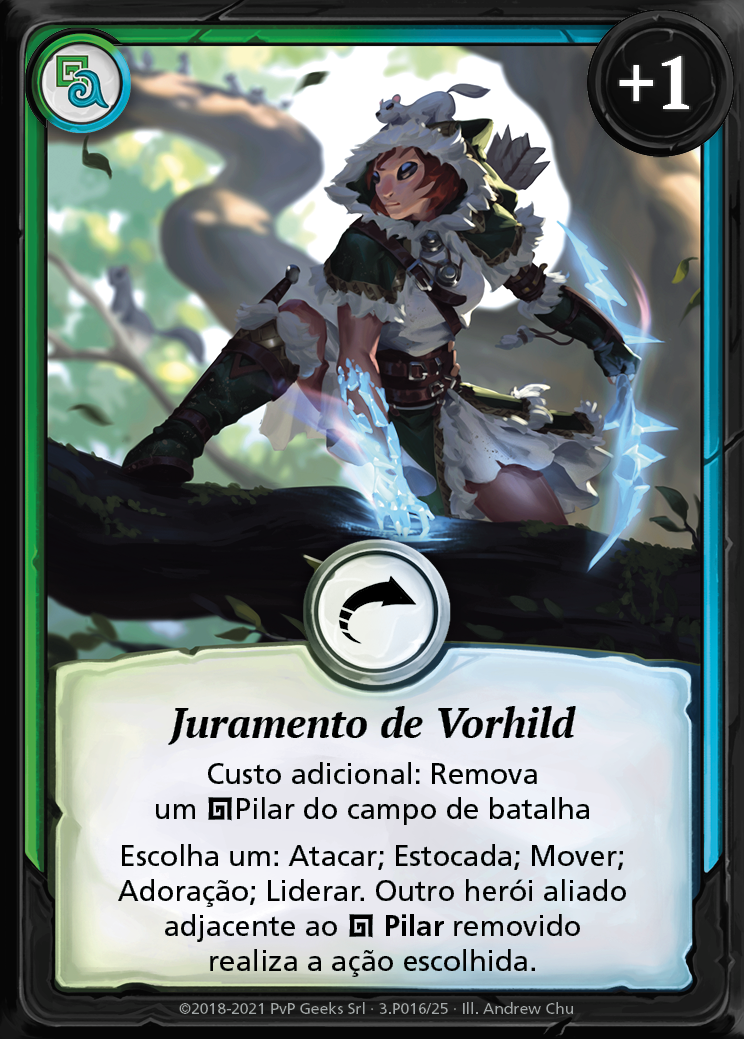 +1
Juramento de Vorhild
Custo adicional: Remova
um Pilar do campo de batalha
Escolha um: Atacar; Estocada; Mover;
Adoração; Liderar. Outro herói aliado
adjacente ao Pilar removido
realiza a ação escolhida.
©2018-2021 PvP Geeks Srl · 3.P016/25 · Ill. Andrew Chu